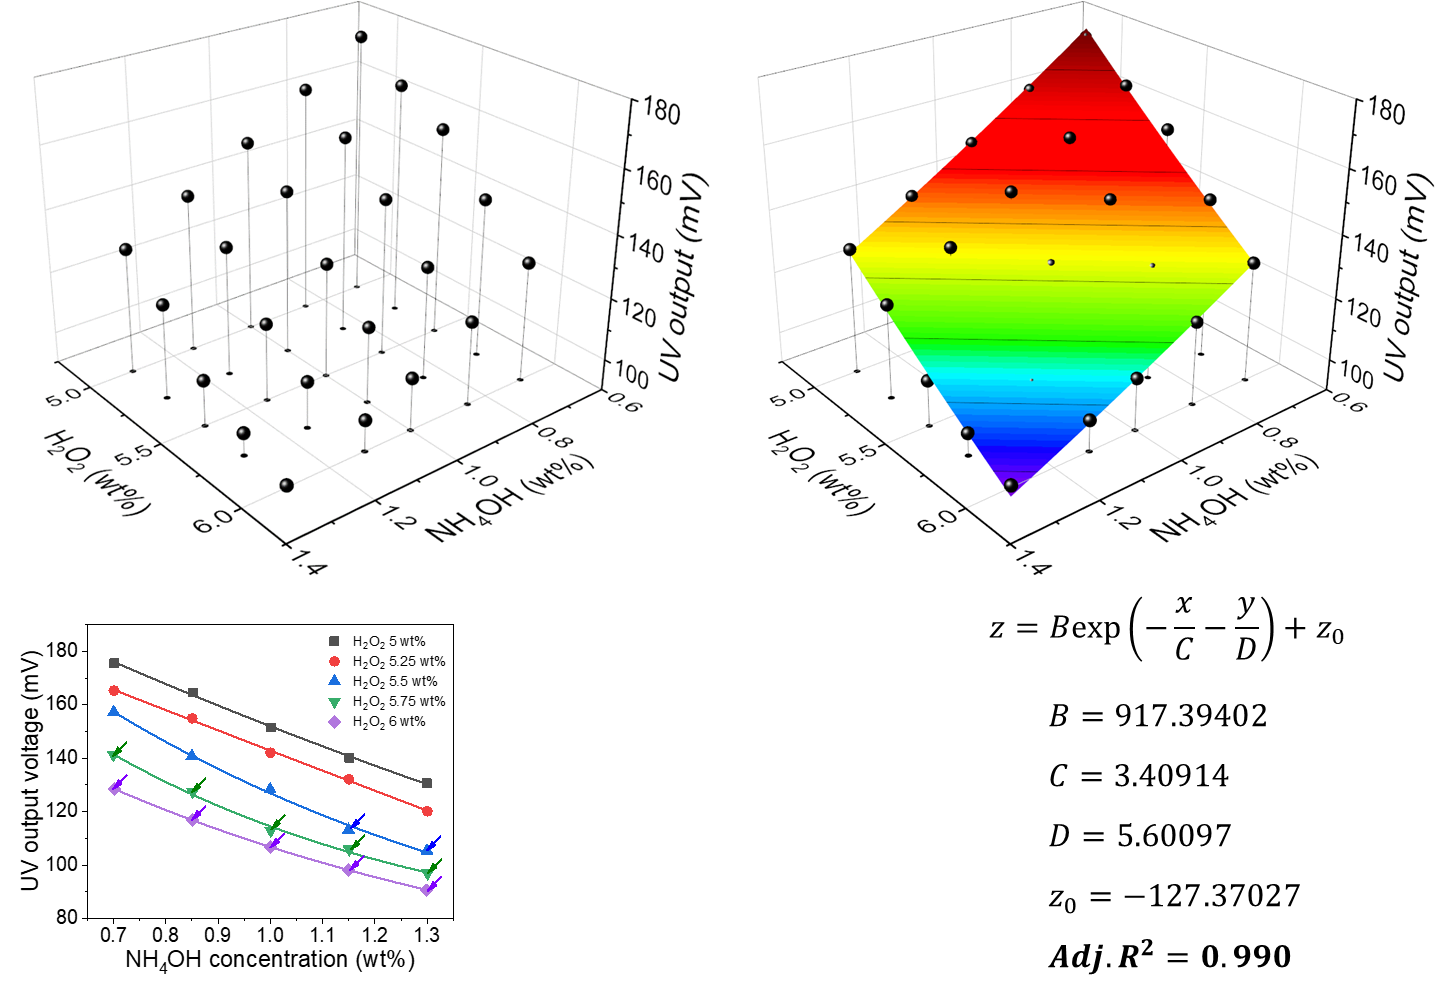 180
160
140
120
100
UV output (mV)
5.0
5.5
6.0
H₂O₂ (wt%)
0.6
0.8
1.0
1.2
1.4
NH₄OH (wt%)
180
160
140
120
100
UV output (mV)
5.0
5.5
6.0
H₂O₂ (wt%)
0.6
0.8
1.0
1.2
1.4
NH₄OH (wt%)
180
160
140
120
100
80
UV output voltage (mV)
H₂O₂ 5 wt%
H₂O₂ 5.25 wt%
H₂O₂ 5.5 wt%
H₂O₂ 5.75 wt%
H₂O₂ 6 wt%
0.7 0.8 0.9 1.0 1.1 1.2 1.3
NH₄OH concentration (wt%)
z = Bexp(−x/C − y/D) + z₀
B = 917.39402
C = 3.40914
D = 5.60097
z₀ = −127.37027
Adj.R² = 0.990